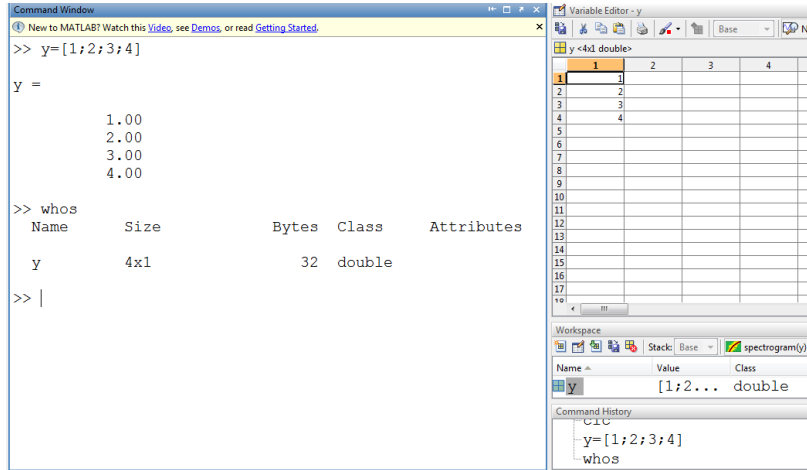 Command Window
New to MATLAB? Watch this Video, see Demos, or read Getting Started.
>> y=[1;2;3;4]
y =
1.00
2.00
3.00
4.00
>> whos
Name Size Bytes Class Attributes
y 4x1 32 double
>>
Variable Editor - y
Base N
y <4x1 double>
1 2 3 4
1 1
2 2
3 3
4 4
5
6
7
8
9
10
11
12
13
14
15
16
17
18
Workspace
Stack: Base spectrogram(y)
Name Value Class
y [1;2... double
Command History
clc
y=[1;2;3;4]
whos